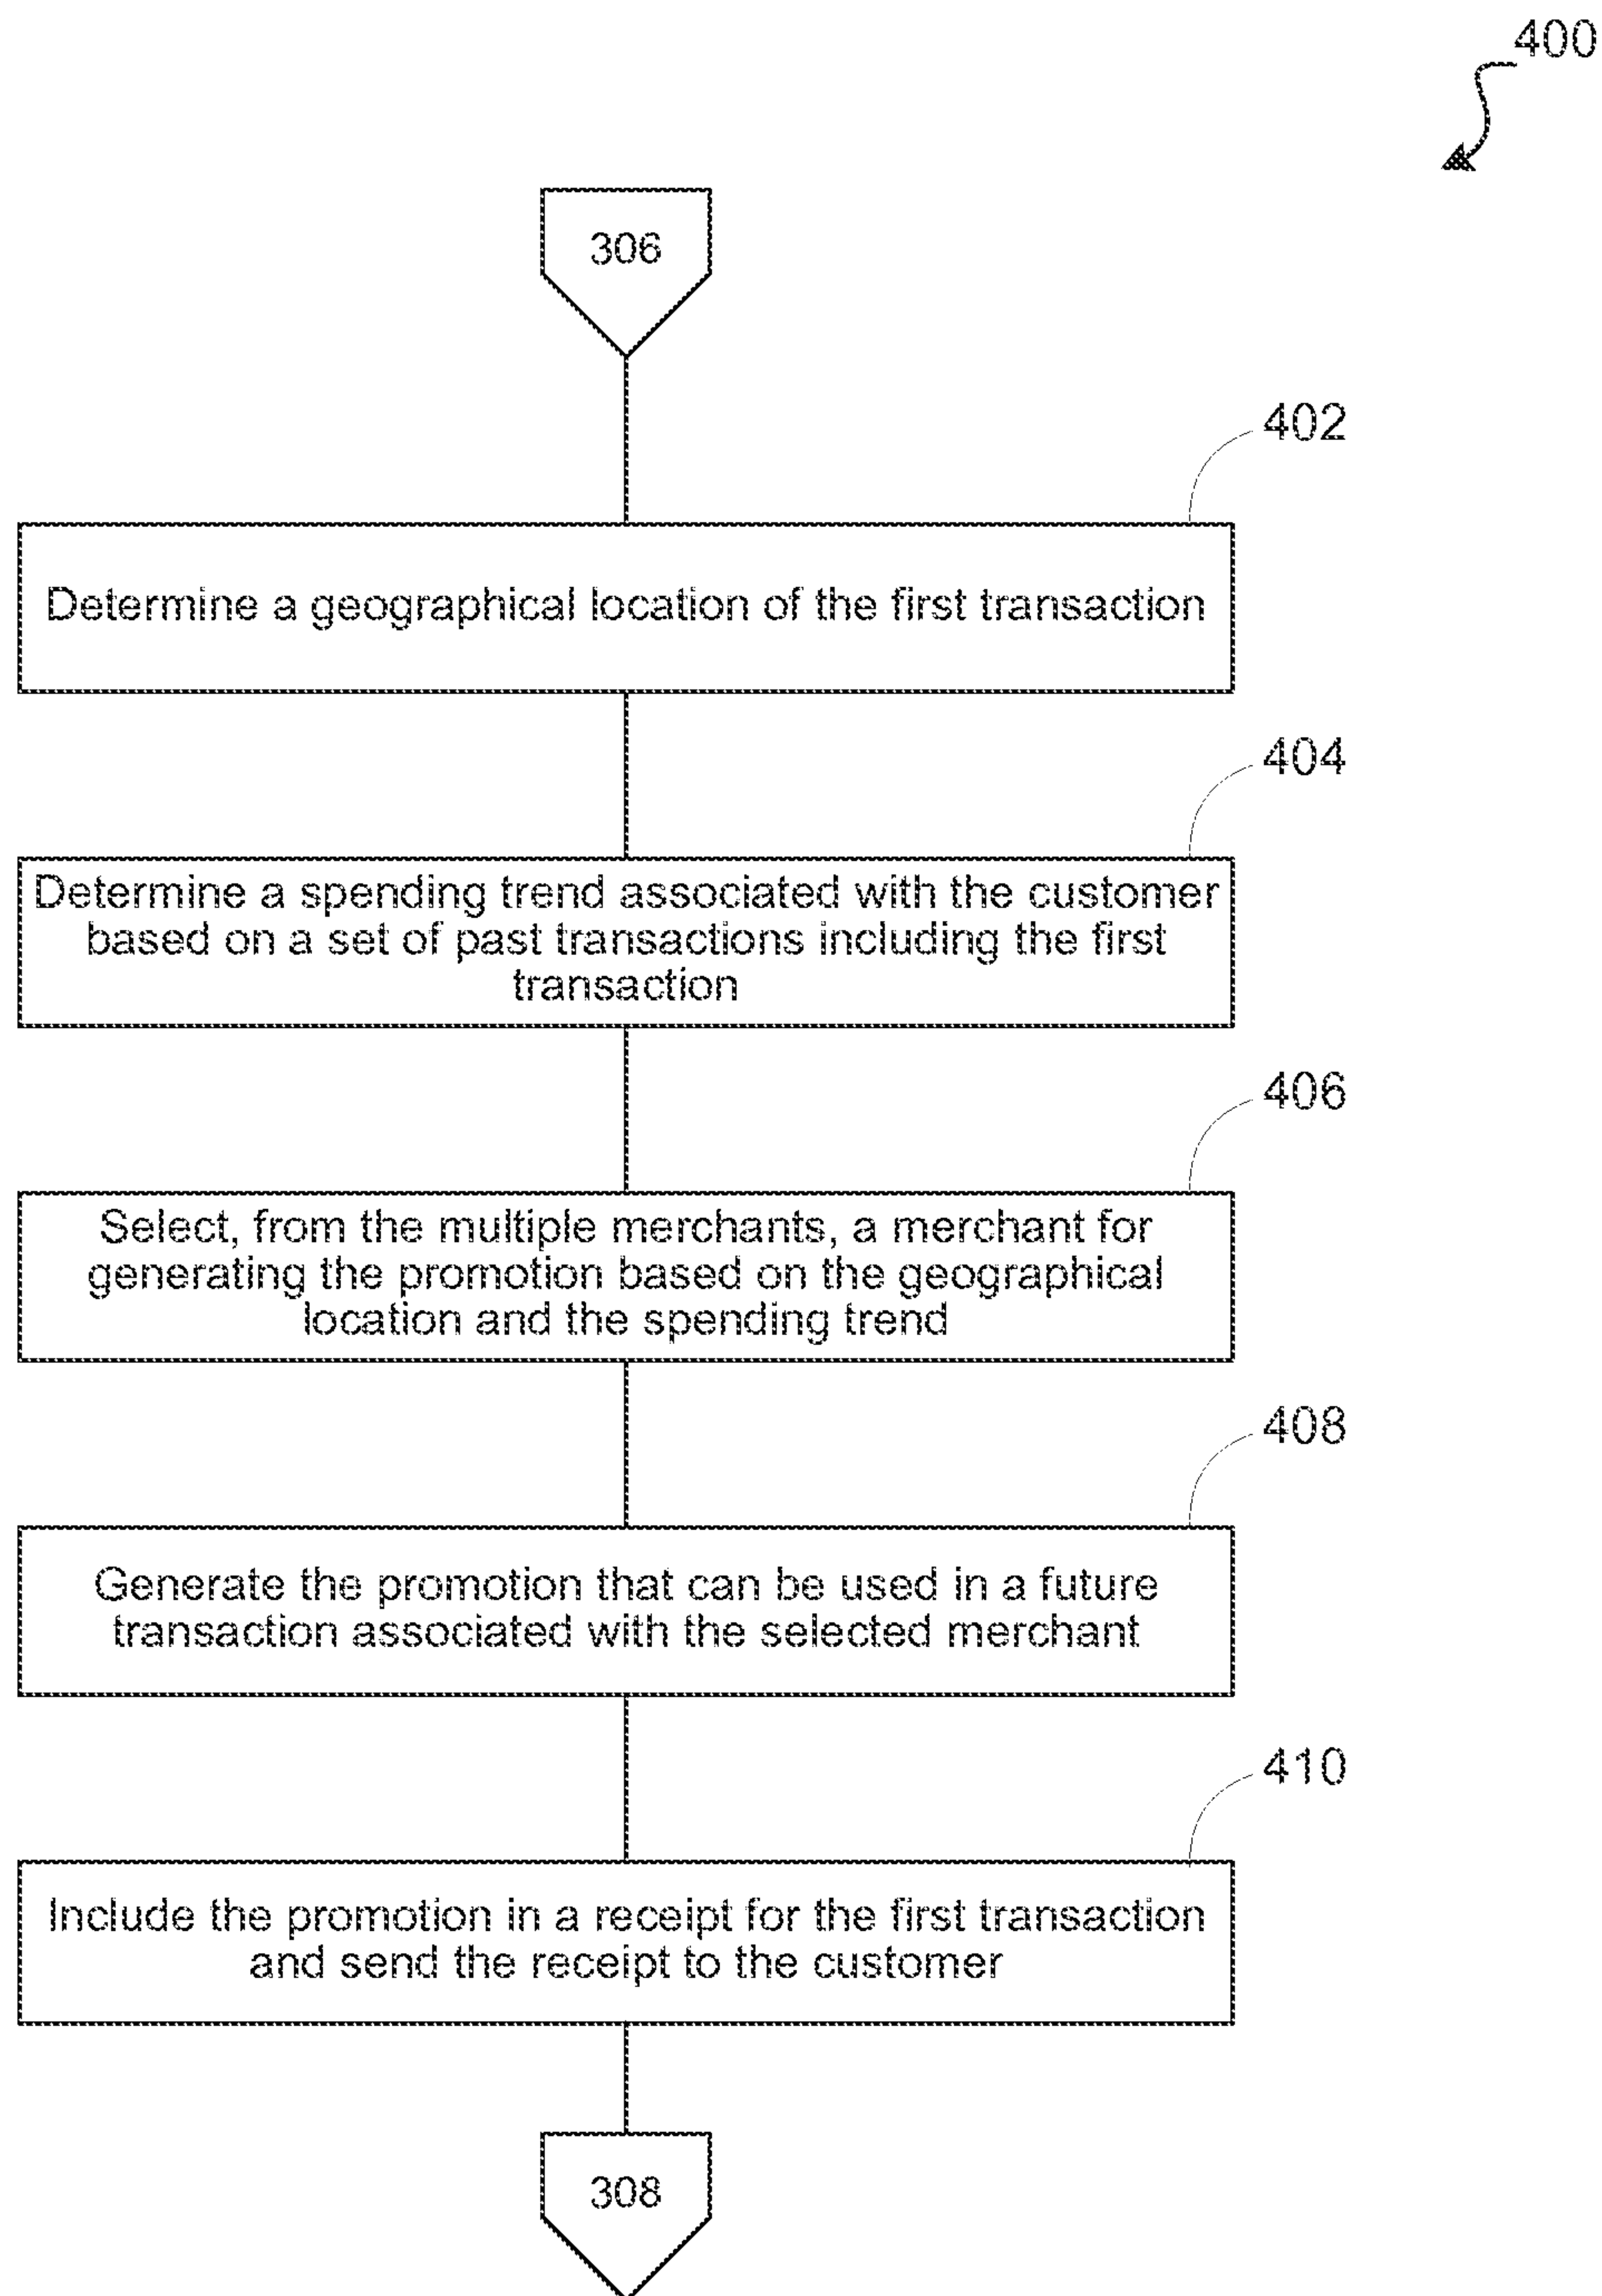 400
306
402
Determine a geographical location of the first transaction
404
Determine a spending trend associated with the customer
based on a set of past transactions including the first
transaction
406
Select, from the multiple merchants, a merchant for
generating the promotion based on the geographical
location and the spending trend
408
Generate the promotion that can be used in a future
transaction associated with the selected merchant
410
Include the promotion in a receipt for the first transaction
and send the receipt to the customer
308